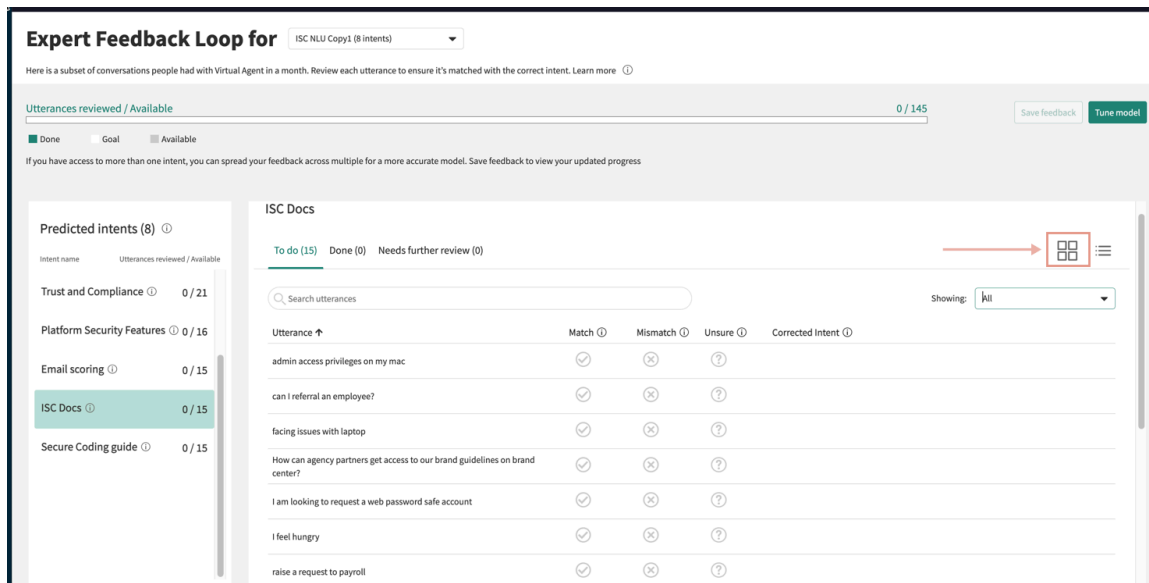 Expert Feedback Loop for
ISC NLU Copy1 (8 intents)
Here is a subset of conversations people had with Virtual Agent in a month. Review each utterance to ensure it's matched with the correct intent. Learn more
Utterances reviewed / Available
0 / 145
Save feedback
Tune model
Done
Goal
Available
If you have access to more than one intent, you can spread your feedback across multiple for a more accurate model. Save feedback to view your updated progress
Predicted intents (8)
Intent name
Utterances reviewed / Available
Trust and Compliance
0 / 21
Platform Security Features
0 / 16
Email scoring
0 / 15
ISC Docs
0 / 15
Secure Coding guide
0 / 15
ISC Docs
To do (15)
Done (0)
Needs further review (0)
Search utterances
Showing:
All
Utterance
Match
Mismatch
Unsure
Corrected Intent
admin access privileges on my mac
can I referral an employee?
facing issues with laptop
How can agency partners get access to our brand guidelines on brand
center?
I am looking to request a web password safe account
I feel hungry
raise a request to payroll